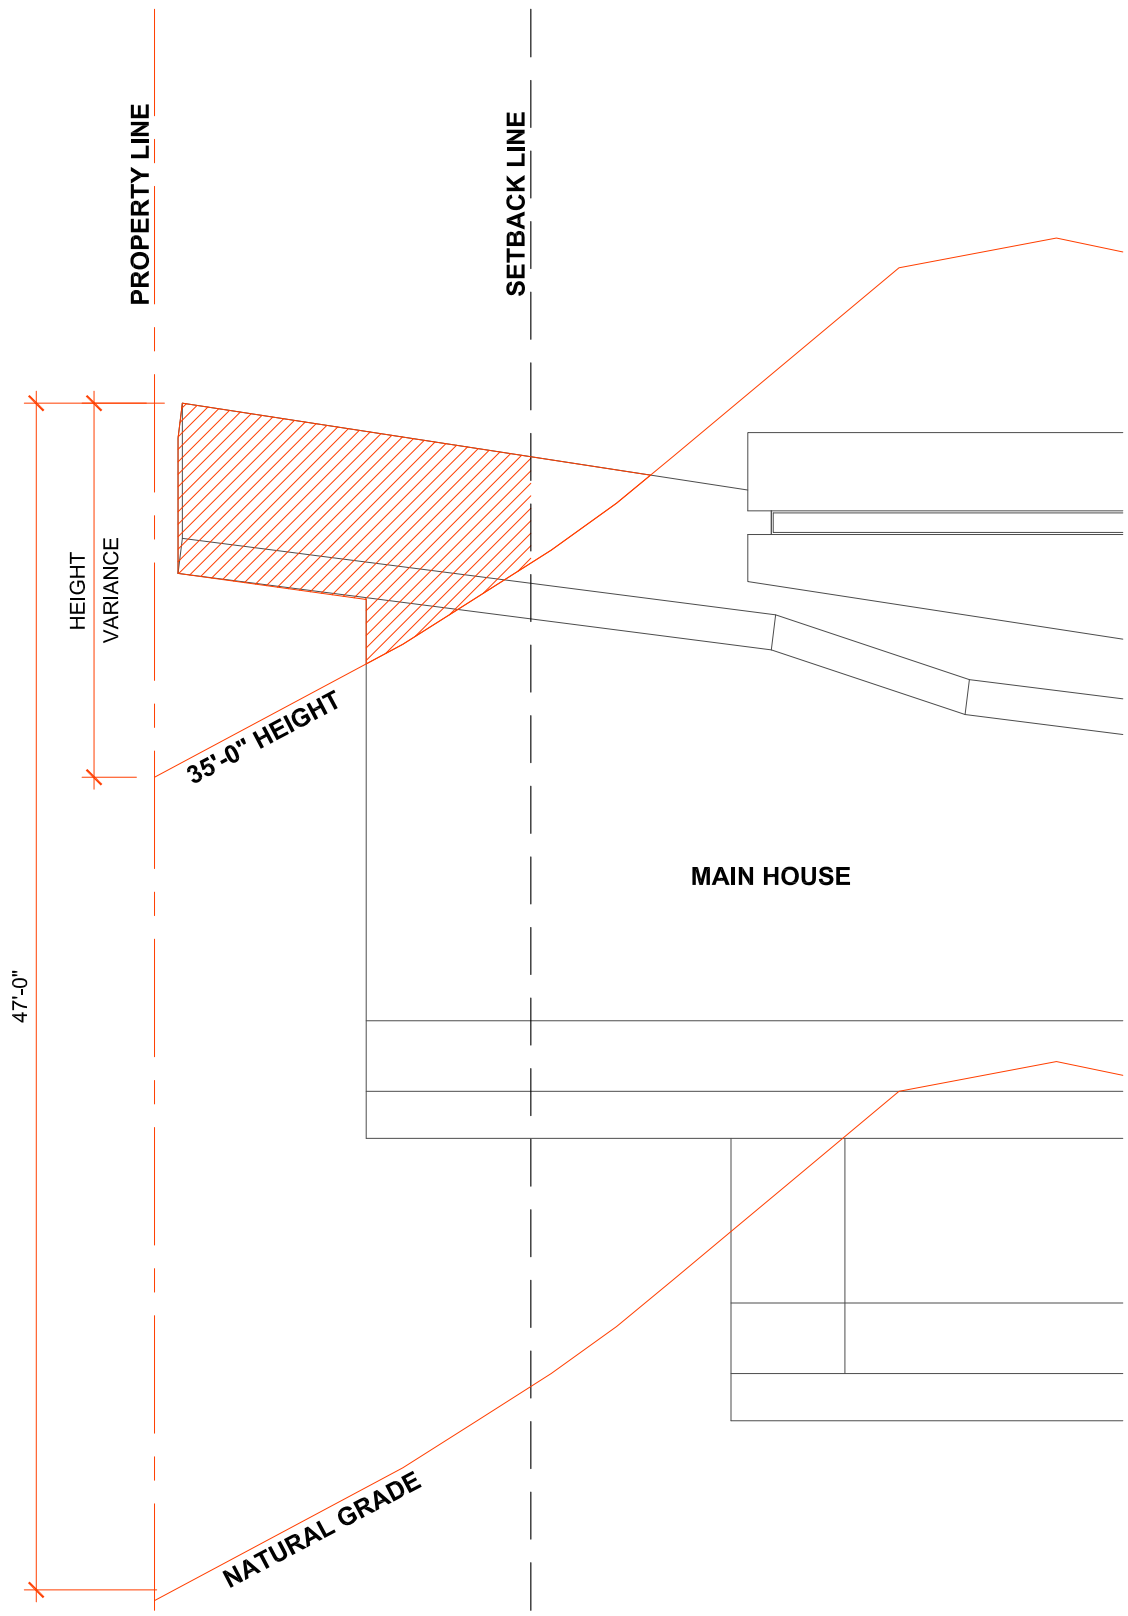 PROPERTY LINE
SETBACK LINE
HEIGHT
VARIANCE
35'-0" HEIGHT
MAIN HOUSE
47'-0"
NATURAL GRADE